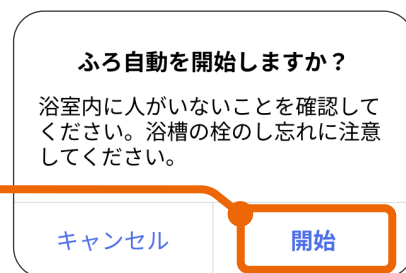 ふろ自動を開始しますか？
浴室内に人がいないことを確認して
ください。浴槽の栓のし忘れに注意
してください。
キャンセル
開始